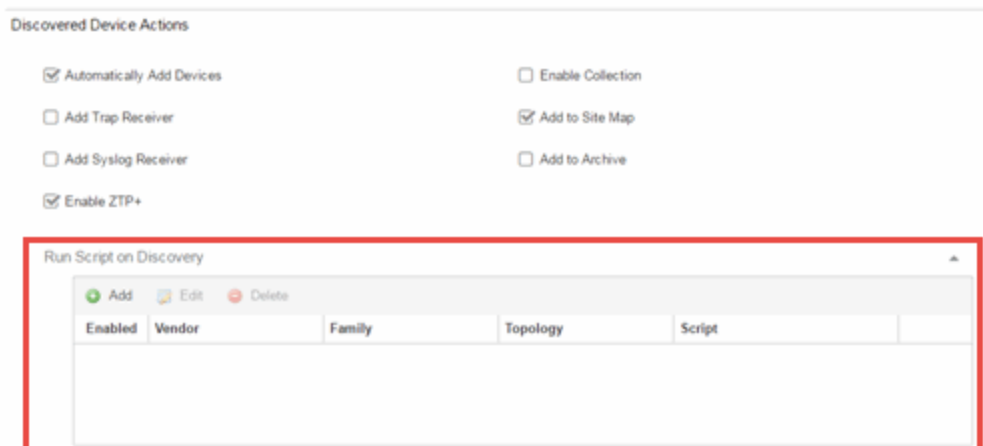 Discovered Device Actions
Automatically Add Devices
Enable Collection
Add Trap Receiver
Add to Site Map
Add Syslog Receiver
Add to Archive
Enable ZTP+
Run Script on Discovery
Add Edit Delete
Enabled Vendor Family Topology Script